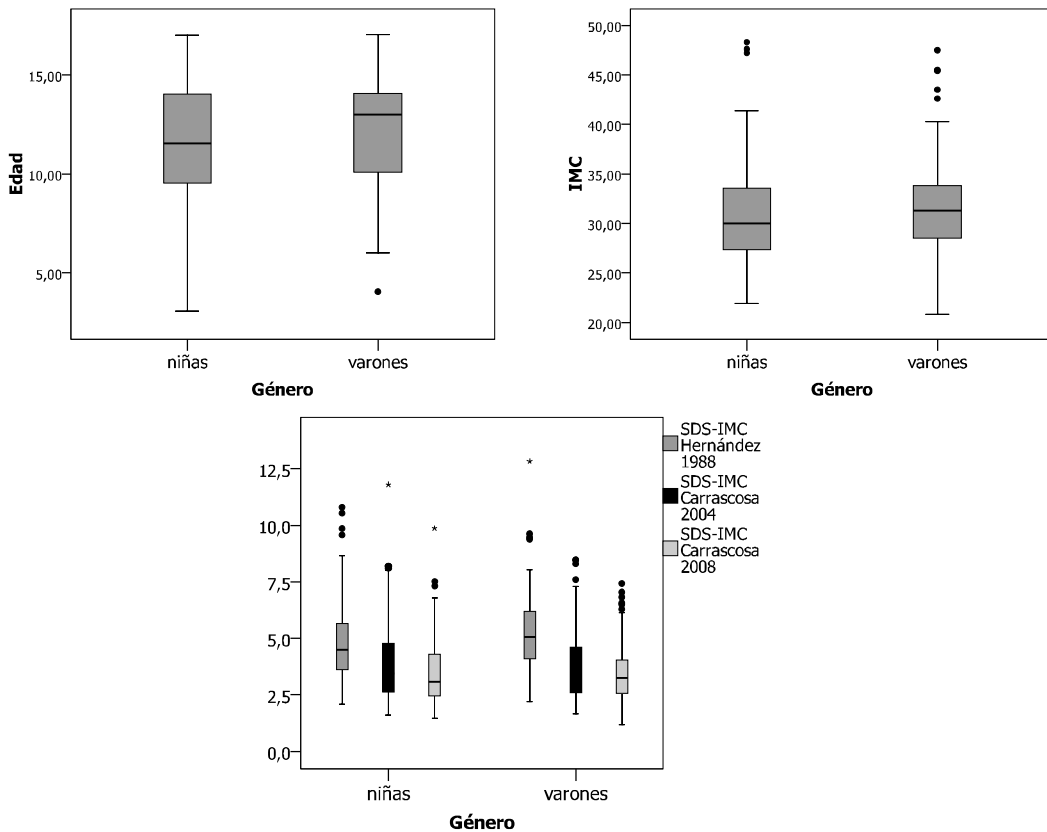 15,00
10,00
5,00
Edad
niñas
varones
Género
50,00
45,00
40,00
35,00
30,00
25,00
20,00
IMC
niñas
varones
Género
12,5
10,0
7,5
5,0
2,5
0,0
niñas
varones
Género
SDS-IMC
Hernández
1988
SDS-IMC
Carrascosa
2004
SDS-IMC
Carrascosa
2008